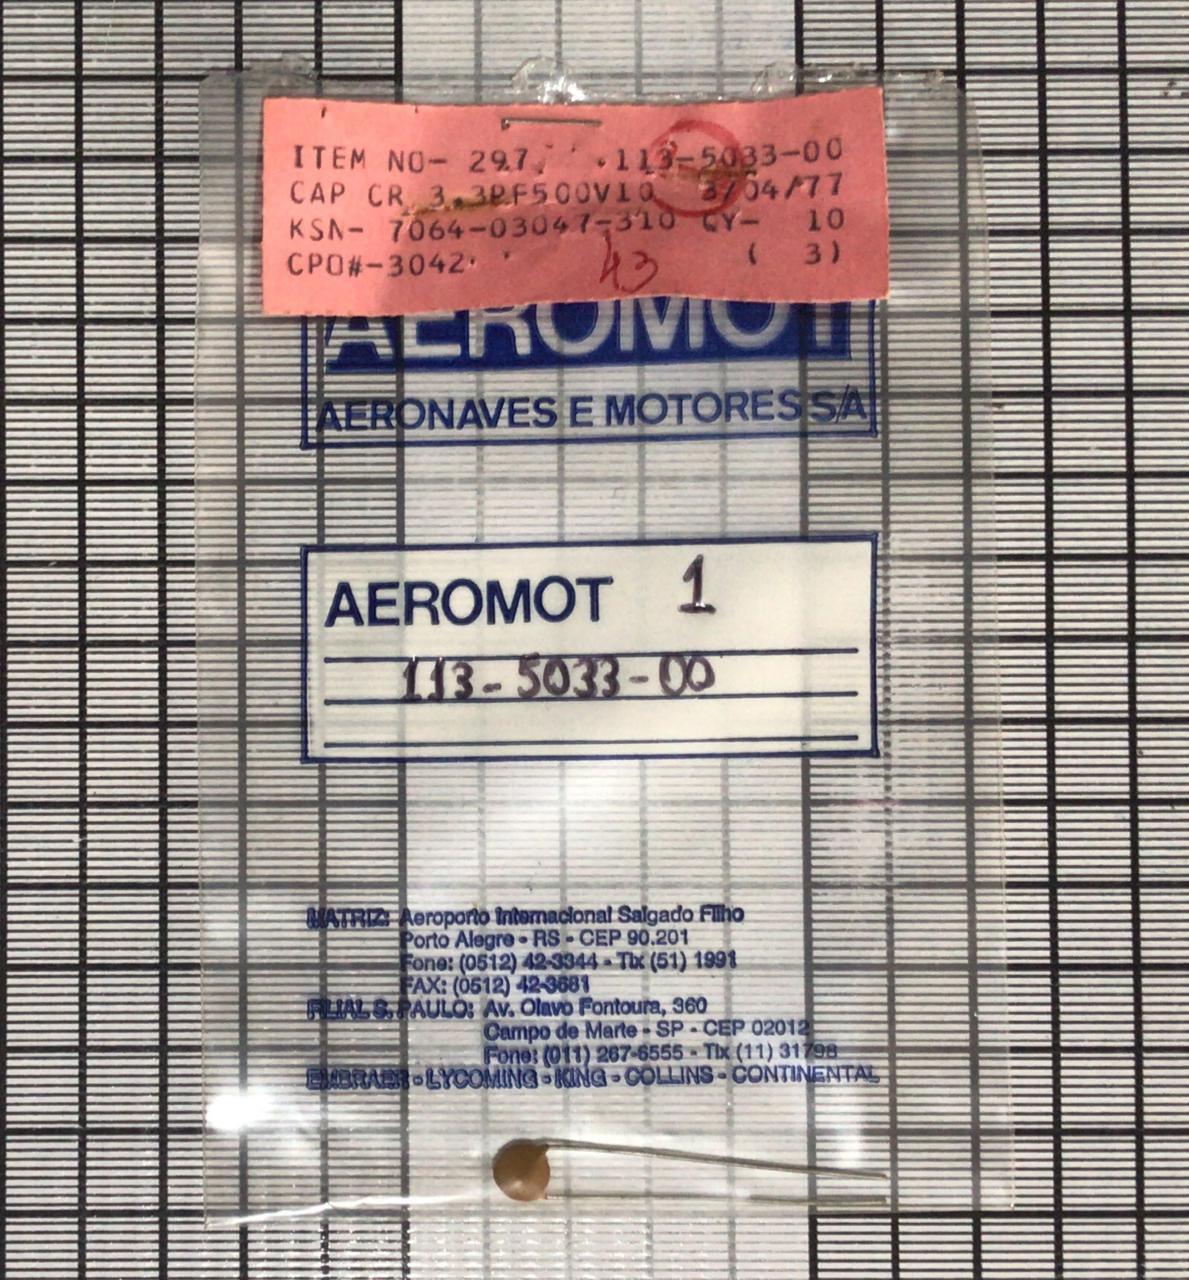 ITEM NO- 297 113-5033-00
CAP CR 3.3PF500V10 3/04/77
KSN- 7064-03047-310 QY- 10
CPO#-3042 ( 3)
43
AEROMOT
AERONAVES E MOTORES S/A
AEROMOT 1
113-5033-00
MATRIZ: Aeroporto Internacional Salgado Filho
Porto Alegre - RS - CEP 90.201
Fone: (0512) 42-3344 - Tlx (51) 1991
FAX: (0512) 42-3681
FILIAL S. PAULO: Av. Olavo Fontoura, 360
Campo de Marte - SP - CEP 02012
Fone: (011) 267-6555 - Tlx (11) 31798
EMBRAER - LYCOMING - KING - COLLINS - CONTINENTAL